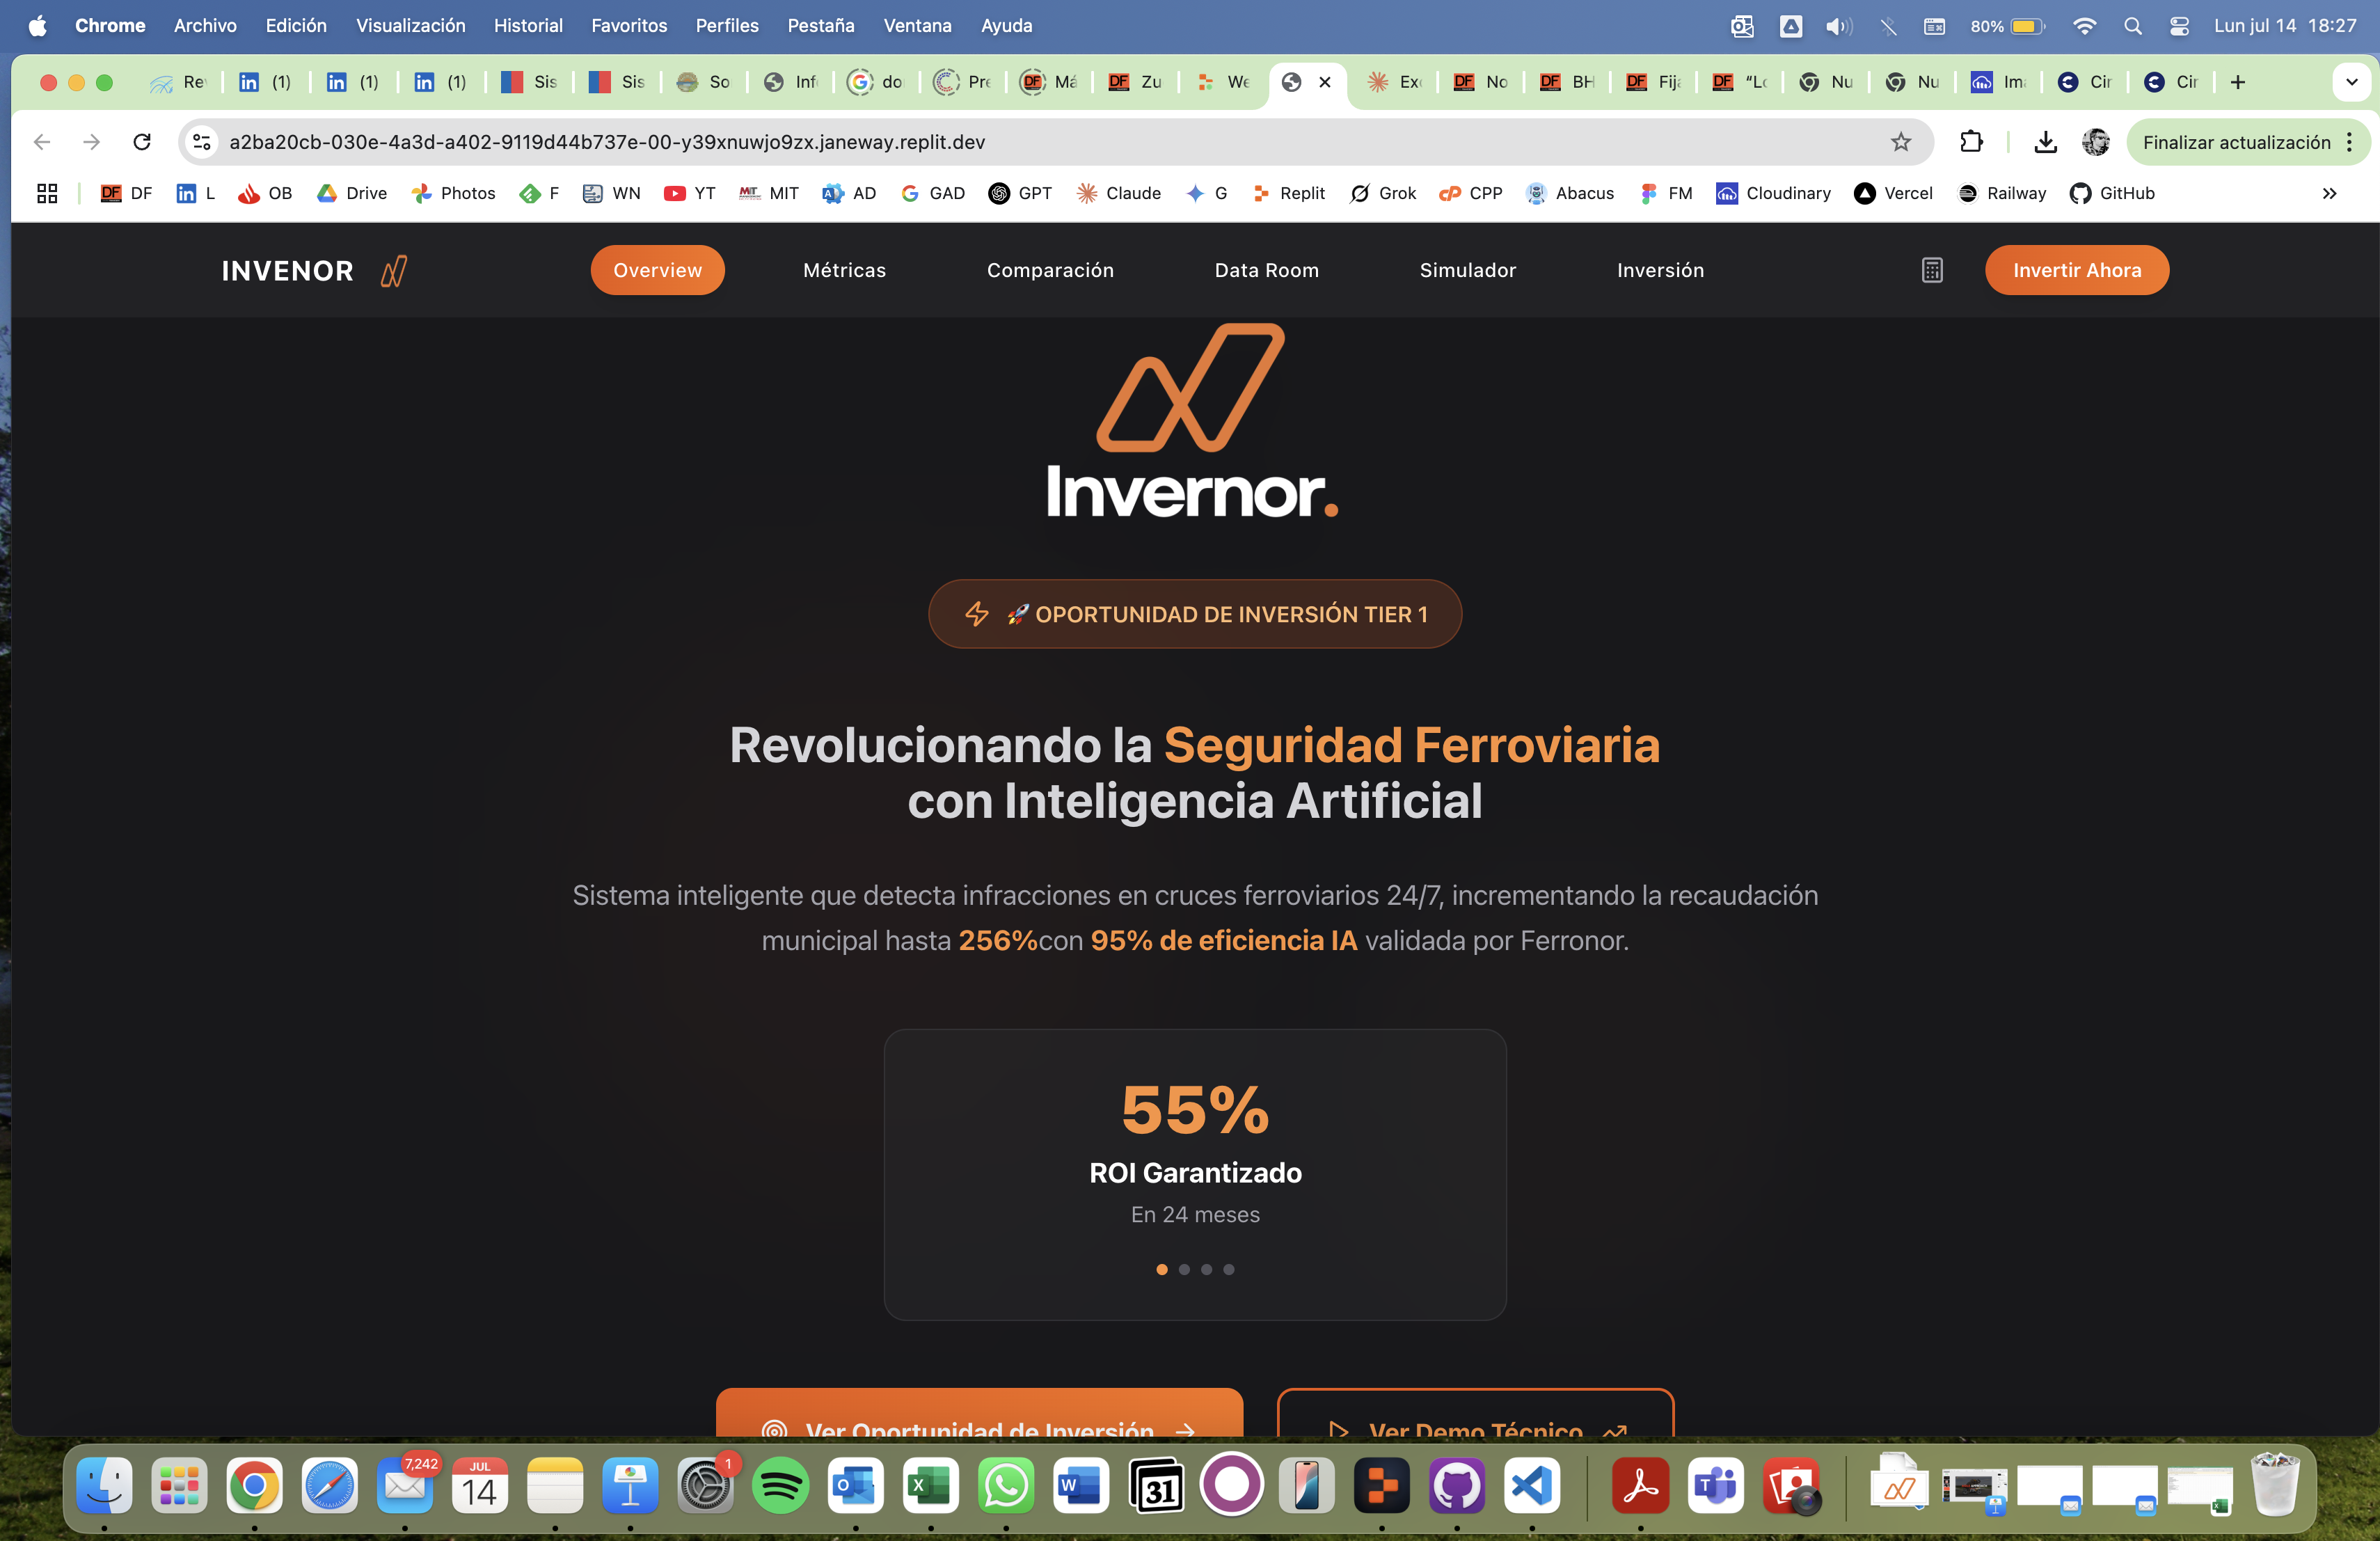 Chrome Archivo Edición Visualización Historial Favoritos Perfiles Pestaña Ventana Ayuda 80% Lun jul 14 18:27
Re (1) (1) (1) Sis Sis So Inf do Pre Má Zu We Exc No BH Fij “Lo Nu Nu Im Cir Cir
a2ba20cb-030e-4a3d-a402-9119d44b737e-00-y39xnuwjo9zx.janeway.replit.dev Finalizar actualización
DF DF L OB Drive Photos F WN YT MIT AD GAD GPT Claude G Replit Grok CPP Abacus FM Cloudinary Vercel Railway GitHub
INVENOR Overview Métricas Comparación Data Room Simulador Inversión Invertir Ahora
Invernor.
🚀 OPORTUNIDAD DE INVERSIÓN TIER 1
Revolucionando la Seguridad Ferroviaria
con Inteligencia Artificial
Sistema inteligente que detecta infracciones en cruces ferroviarios 24/7, incrementando la recaudación
municipal hasta 256%con 95% de eficiencia IA validada por Ferronor.
55%
ROI Garantizado
En 24 meses
Ver Oportunidad de Inversión Ver Demo Técnico
7,242 JUL 14 1 31